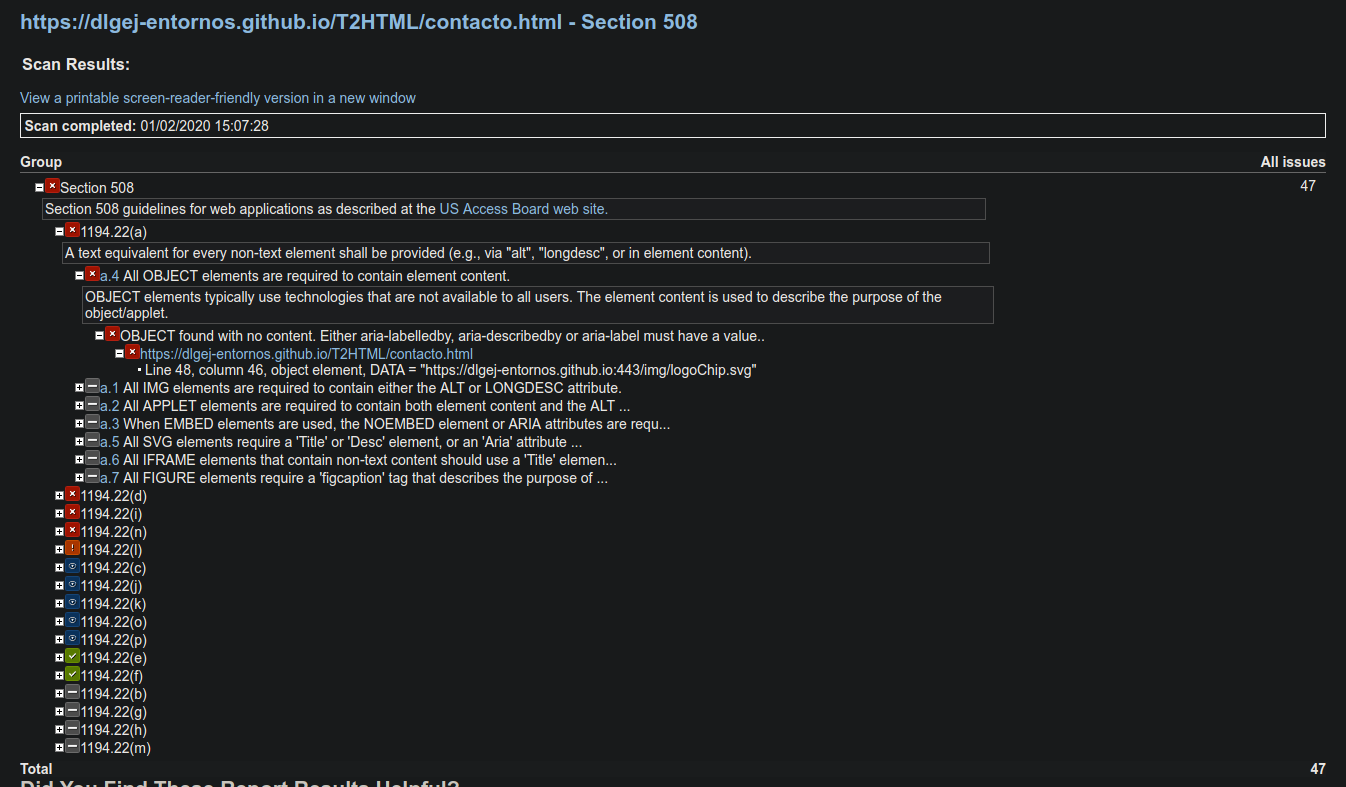 https://dlgej-entornos.github.io/T2HTML/contacto.html - Section 508
Scan Results:
View a printable screen-reader-friendly version in a new window
Scan completed: 01/02/2020 15:07:28
Group All issues
Section 508 47
Section 508 guidelines for web applications as described at the US Access Board web site.
1194.22(a)
A text equivalent for every non-text element shall be provided (e.g., via "alt", "longdesc", or in element content).
a.4 All OBJECT elements are required to contain element content.
OBJECT elements typically use technologies that are not available to all users. The element content is used to describe the purpose of the
object/applet.
OBJECT found with no content. Either aria-labelledby, aria-describedby or aria-label must have a value..
https://dlgej-entornos.github.io/T2HTML/contacto.html
Line 48, column 46, object element, DATA = "https://dlgej-entornos.github.io:443/img/logoChip.svg"
a.1 All IMG elements are required to contain either the ALT or LONGDESC attribute.
a.2 All APPLET elements are required to contain both element content and the ALT ...
a.3 When EMBED elements are used, the NOEMBED element or ARIA attributes are requ...
a.5 All SVG elements require a 'Title' or 'Desc' element, or an 'Aria' attribute ...
a.6 All IFRAME elements that contain non-text content should use a 'Title' elemen...
a.7 All FIGURE elements require a 'figcaption' tag that describes the purpose of ...
1194.22(d)
1194.22(i)
1194.22(n)
1194.22(l)
1194.22(c)
1194.22(j)
1194.22(k)
1194.22(o)
1194.22(p)
1194.22(e)
1194.22(f)
1194.22(b)
1194.22(g)
1194.22(h)
1194.22(m)
Total 47
Did You Find These Report Results Helpful?